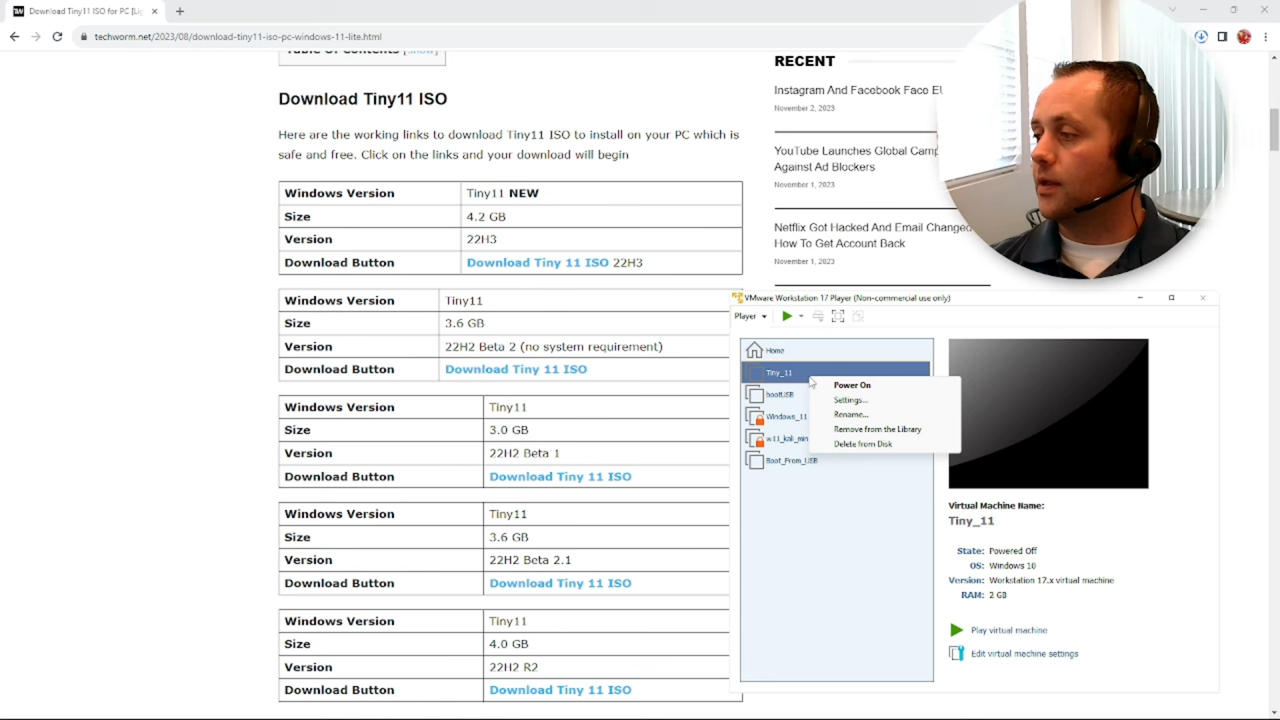 Download Tiny11 ISO for PC [Lig
techworm.net/2023/08/download-tiny11-iso-pc-windows-11-lite.html
Table Of Contents [show]
Download Tiny11 ISO
Here are the working links to download Tiny11 ISO to install on your PC which is
safe and free. Click on the links and your download will begin
Windows Version Tiny11 NEW
Size 4.2 GB
Version 22H3
Download Button Download Tiny 11 ISO 22H3
Windows Version Tiny11
Size 3.6 GB
Version 22H2 Beta 2 (no system requirement)
Download Button Download Tiny 11 ISO
Windows Version Tiny11
Size 3.0 GB
Version 22H2 Beta 1
Download Button Download Tiny 11 ISO
Windows Version Tiny11
Size 3.6 GB
Version 22H2 Beta 2.1
Download Button Download Tiny 11 ISO
Windows Version Tiny11
Size 4.0 GB
Version 22H2 R2
Download Button Download Tiny 11 ISO
RECENT
Instagram And Facebook Face EU
November 2, 2023
YouTube Launches Global Camp
Against Ad Blockers
November 1, 2023
Netflix Got Hacked And Email Changed
How To Get Account Back
November 1, 2023
VMware Workstation 17 Player (Non-commercial use only)
Player
Home
Tiny_11
bootUSB
Windows_11
w11_kali_min
Boot_From_USB
Power On
Settings...
Rename...
Remove from the Library
Delete from Disk
Virtual Machine Name:
Tiny_11
State: Powered Off
OS: Windows 10
Version: Workstation 17.x virtual machine
RAM: 2 GB
Play virtual machine
Edit virtual machine settings